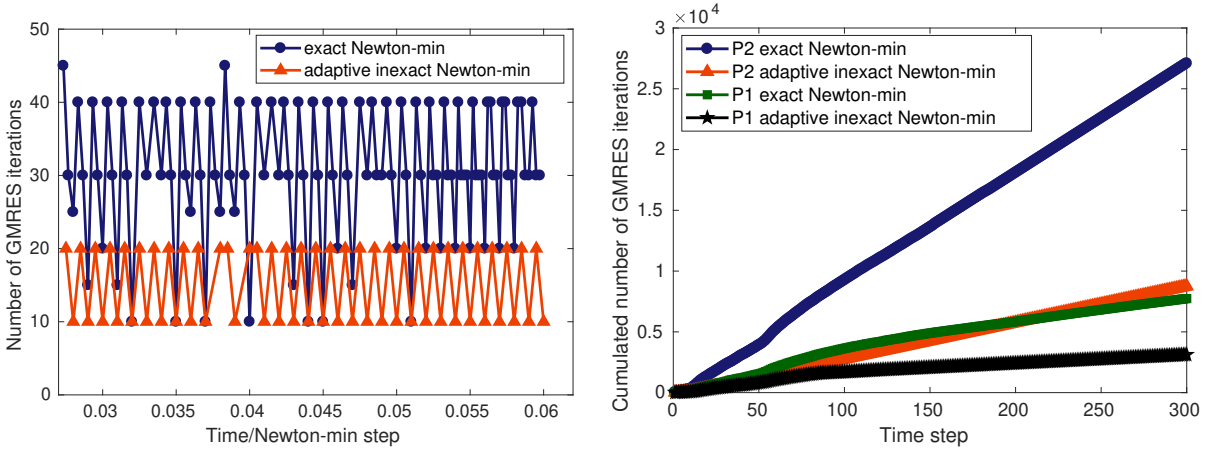 50
40
30
20
10
0
0.03
0.035
0.04
0.045
0.05
0.055
0.06
Number of GMRES iterations
Time/Newton-min step
exact Newton-min
adaptive inexact Newton-min
×10⁴
3
2.5
2
1.5
1
0.5
0
0
50
100
150
200
250
300
Cumulated number of GMRES iterations
Time step
P2 exact Newton-min
P2 adaptive inexact Newton-min
P1 exact Newton-min
P1 adaptive inexact Newton-min